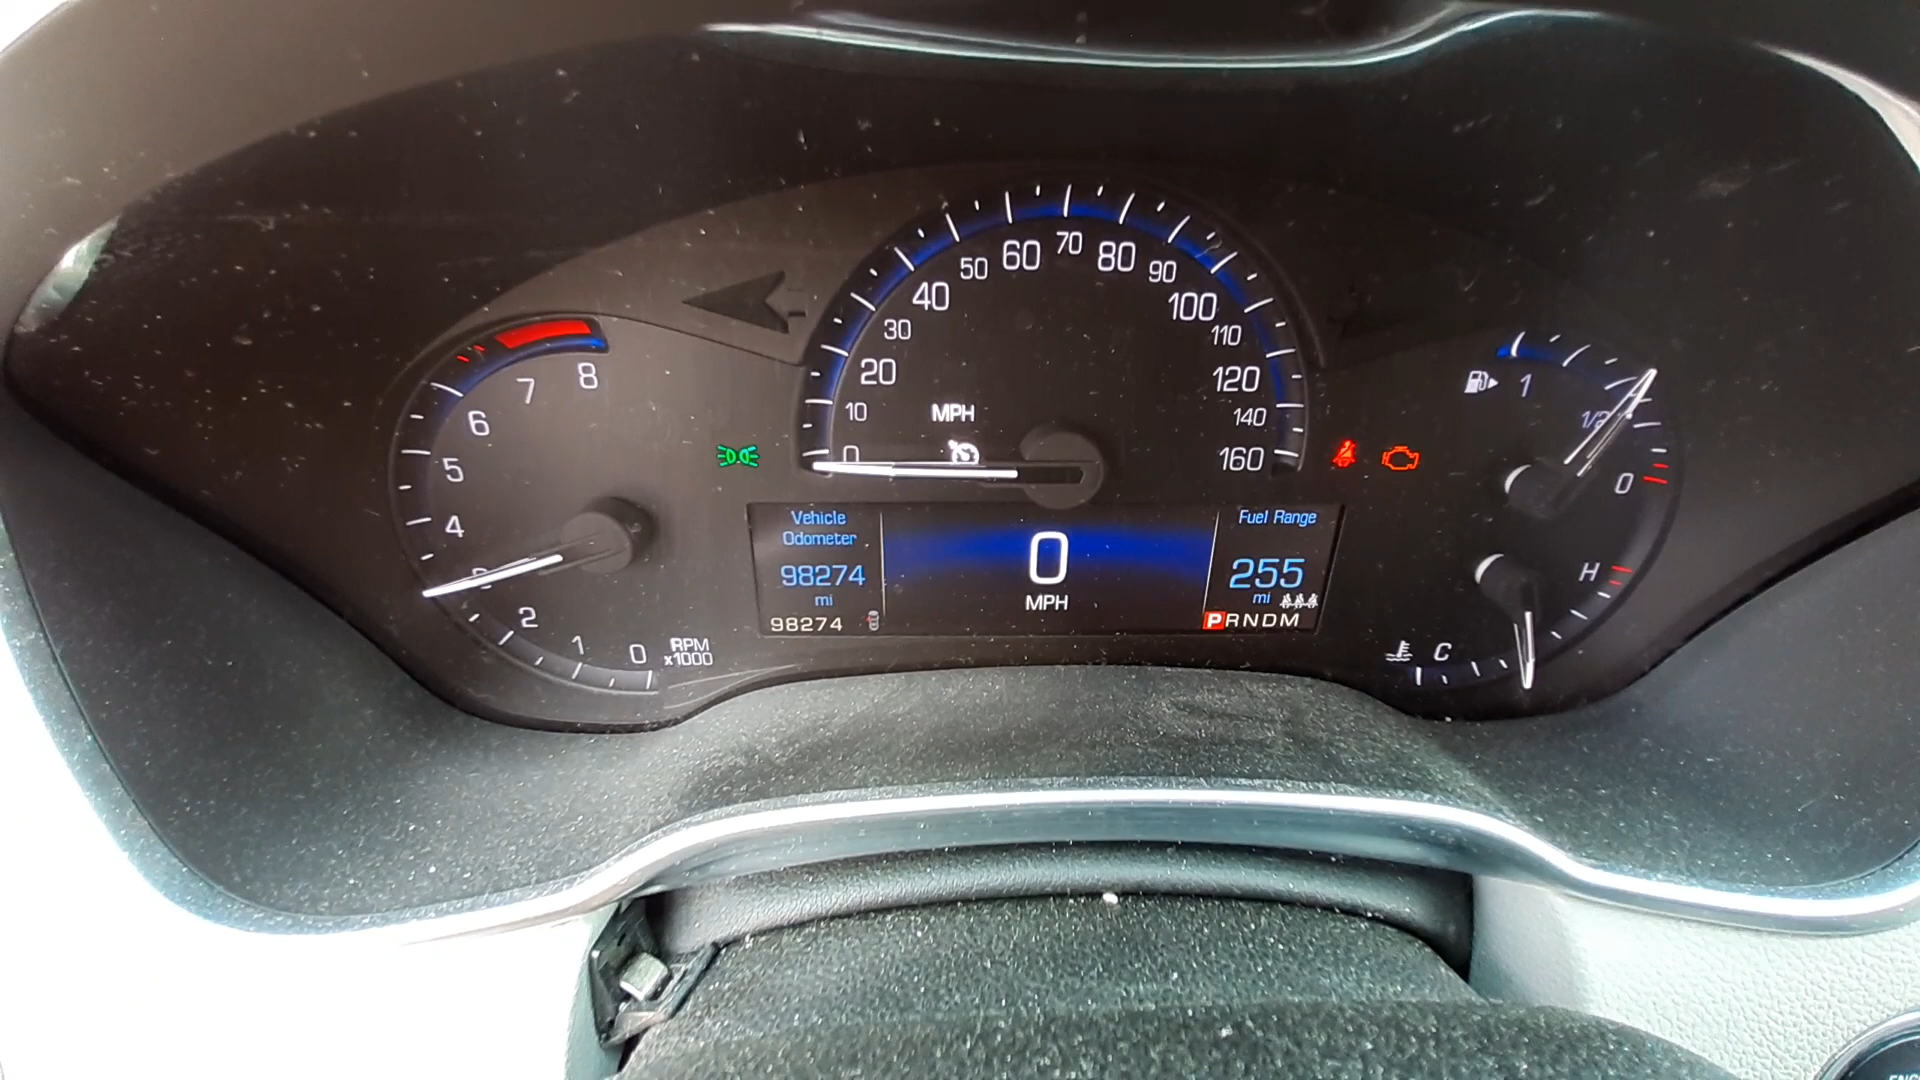 8
7
6
5
4
2
1
0
RPM
x1000
0
10
20
30
40
50
60
70
80
90
100
110
120
140
160
MPH
Vehicle
Odometer
98274
mi
98274
0
MPH
Fuel Range
255
mi
PRNDM
1
1/2
0
H
C